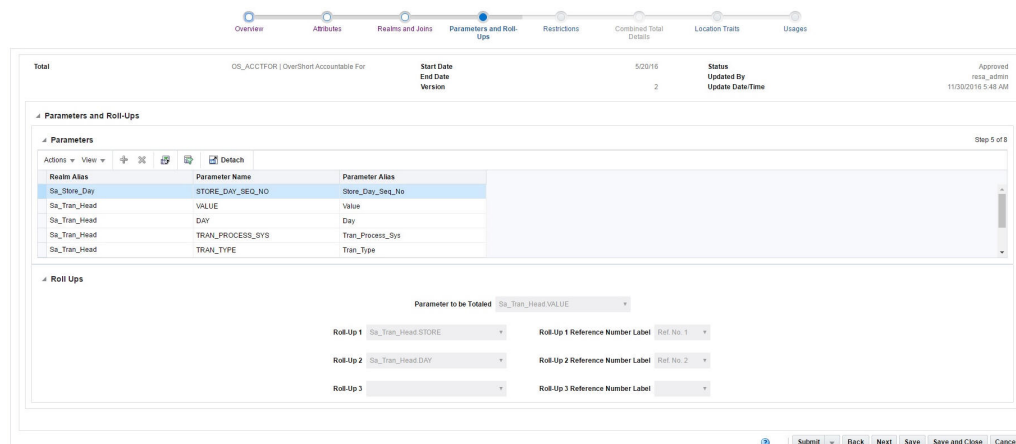 Overview Attributes Realms and Joins Parameters and Roll-Ups Restrictions Combined Total Details Location Traits Usages
Total OS_ACCTFOR | OverShort Accountable For Start Date 5/20/16 Status Approved
End Date Updated By resa_admin
Version 2 Update Date/Time 11/30/2016 5:48 AM
Parameters and Roll-Ups
Parameters Step 5 of 8
Actions View Detach
Realm Alias Parameter Name Parameter Alias
Sa_Store_Day STORE_DAY_SEQ_NO Store_Day_Seq_No
Sa_Tran_Head VALUE Value
Sa_Tran_Head DAY Day
Sa_Tran_Head TRAN_PROCESS_SYS Tran_Process_Sys
Sa_Tran_Head TRAN_TYPE Tran_Type
Roll Ups
Parameter to be Totaled Sa_Tran_Head.VALUE
Roll-Up 1 Sa_Tran_Head.STORE Roll-Up 1 Reference Number Label Ref. No. 1
Roll-Up 2 Sa_Tran_Head.DAY Roll-Up 2 Reference Number Label Ref. No. 2
Roll-Up 3 Roll-Up 3 Reference Number Label
? Submit Back Next Save Save and Close Cance